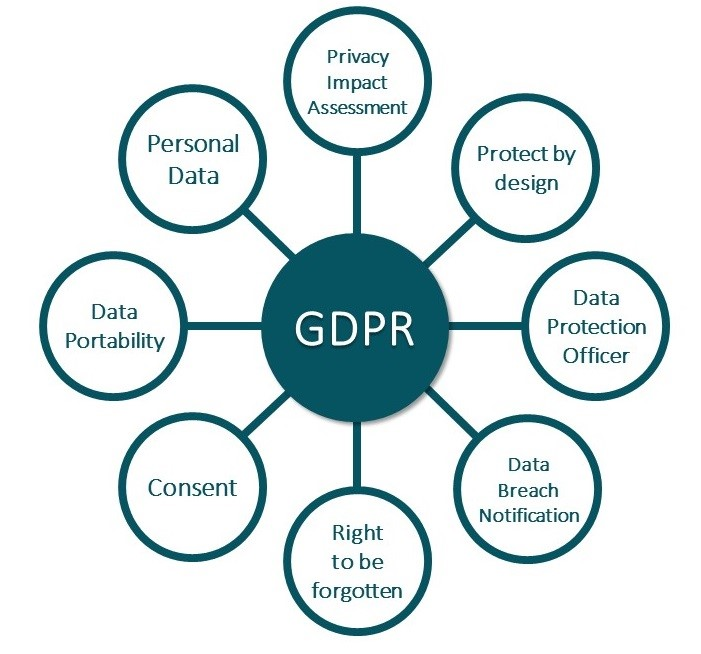 Privacy
Impact
Assessment
Protect by
design
Data
Protection
Officer
Data
Breach
Notification
Right
to be
forgotten
Consent
Data
Portability
Personal
Data
GDPR